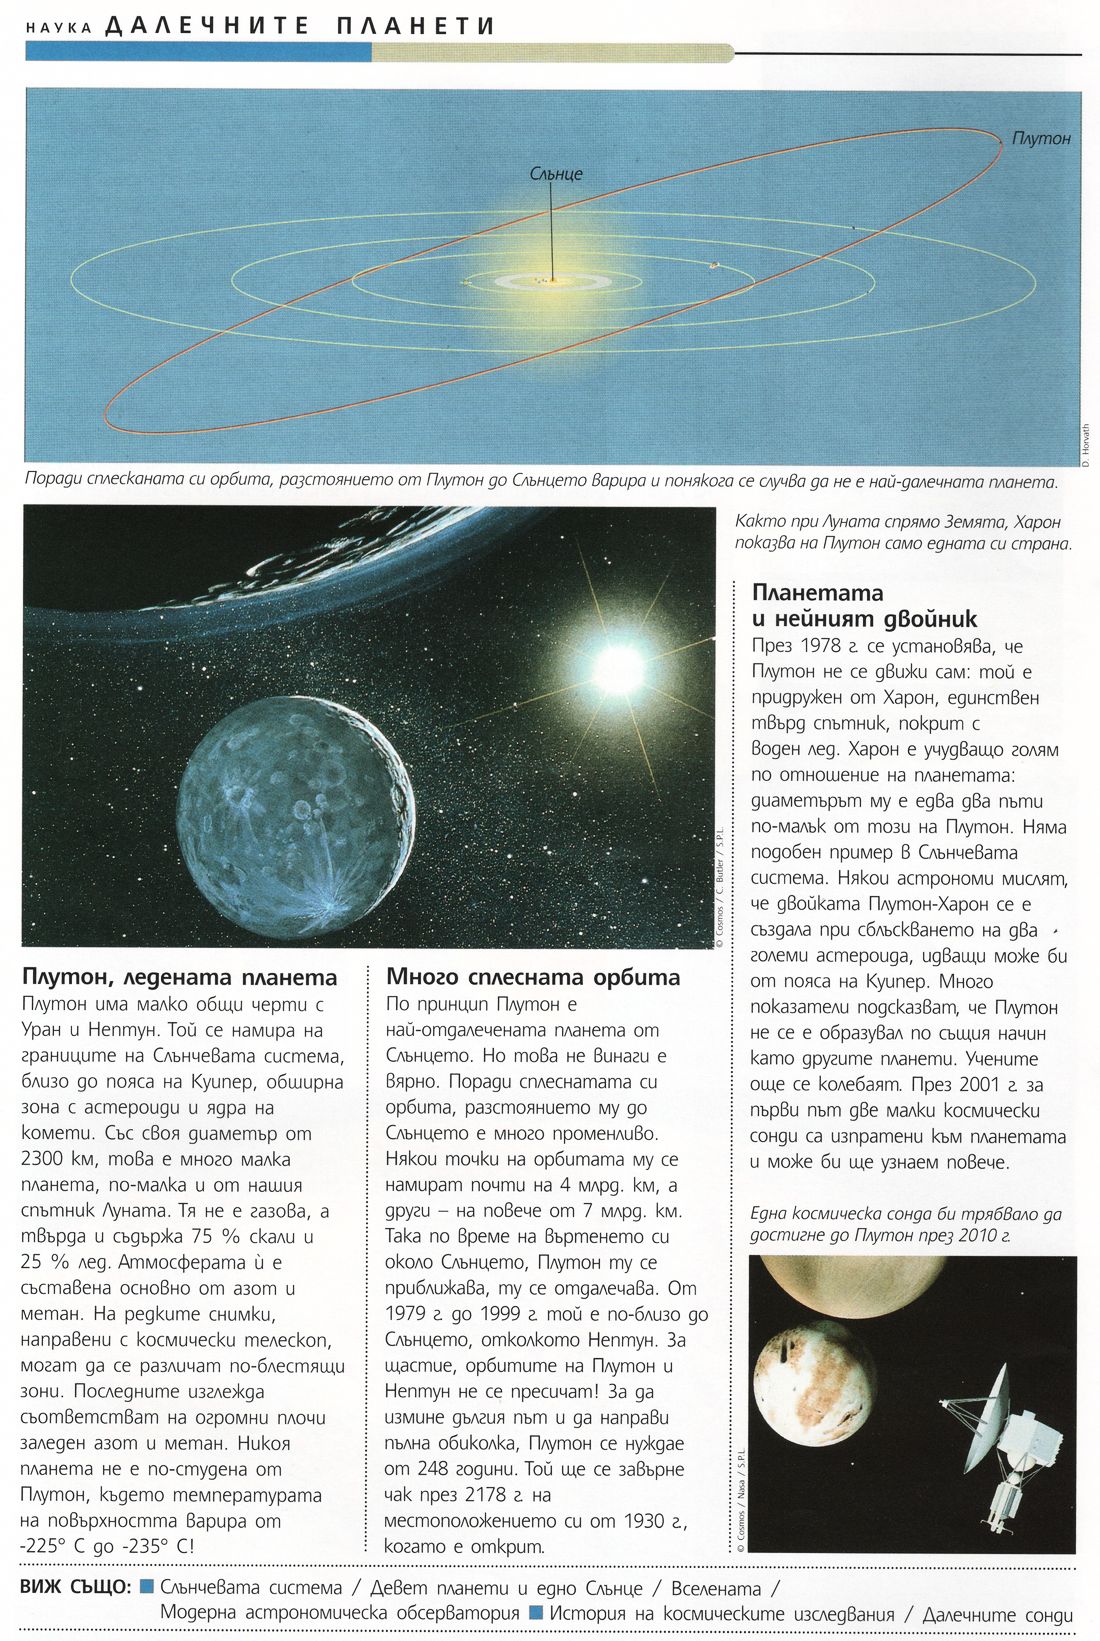 НАУКА ДАЛЕЧНИТЕ ПЛАНЕТИ
Плутон
Слънце
D. Horvath
Поради сплесканата си орбита, разстоянието от Плутон до Слънцето варира и понякога се случва да не е най-далечната планета.
Както при Луната спрямо Земята, Харон
показва на Плутон само едната си страна.
© Cosmos / C. Butler / S.P.L.
Плутон, ледената планета
Плутон има малко общи черти с
Уран и Нептун. Той се намира на
границите на Слънчевата система,
близо до пояса на Куипер, обширна
зона с астероиди и ядра на
комети. Със своя диаметър от
2300 км, това е много малка
планета, по-малка и от нашия
спътник Луната. Тя не е газова, а
твърда и съдържа 75 % скали и
25 % лед. Атмосферата ѝ е
съставена основно от азот и
метан. На редките снимки,
направени с космически телескоп,
могат да се различат по-блестящи
зони. Последните изглежда
съответстват на огромни плочи
заледен азот и метан. Никоя
планета не е по-студена от
Плутон, където температурата
на повърхността варира от
-225° С до -235° С!
Много сплесната орбита
По принцип Плутон е
най-отдалечената планета от
Слънцето. Но това не винаги е
вярно. Поради сплеснатата си
орбита, разстоянието му до
Слънцето е много променливо.
Някои точки на орбитата му се
намират почти на 4 млрд. км, а
други – на повече от 7 млрд. км.
Така по време на въртенето си
около Слънцето, Плутон ту се
приближава, ту се отдалечава. От
1979 г. до 1999 г. той е по-близо до
Слънцето, отколкото Нептун. За
щастие, орбитите на Плутон и
Нептун не се пресичат! За да
измине дългия път и да направи
пълна обиколка, Плутон се нуждае
от 248 години. Той ще се завърне
чак през 2178 г. на
местоположението си от 1930 г.,
когато е открит.
Планетата
и нейният двойник
През 1978 г. се установява, че
Плутон не се движи сам: той е
придружен от Харон, единствен
твърд спътник, покрит с
воден лед. Харон е учудващо голям
по отношение на планетата:
диаметърът му е едва два пъти
по-малък от този на Плутон. Няма
подобен пример в Слънчевата
система. Някои астрономи мислят,
че двойката Плутон-Харон се е
създала при сблъскването на два
големи астероида, идващи може би
от пояса на Куипер. Много
показатели подсказват, че Плутон
не се е образувал по същия начин
като другите планети. Учените
още се колебаят. През 2001 г. за
първи път две малки космически
сонди са изпратени към планетата
и може би ще узнаем повече.
Една космическа сонда би трябвало да
достигне до Плутон през 2010 г.
© Cosmos / Nasa / S.P.L.
ВИЖ СЪЩО: Слънчевата система / Девет планети и едно Слънце / Вселената /
Модерна астрономическа обсерватория История на космическите изследвания / Далечните сонди